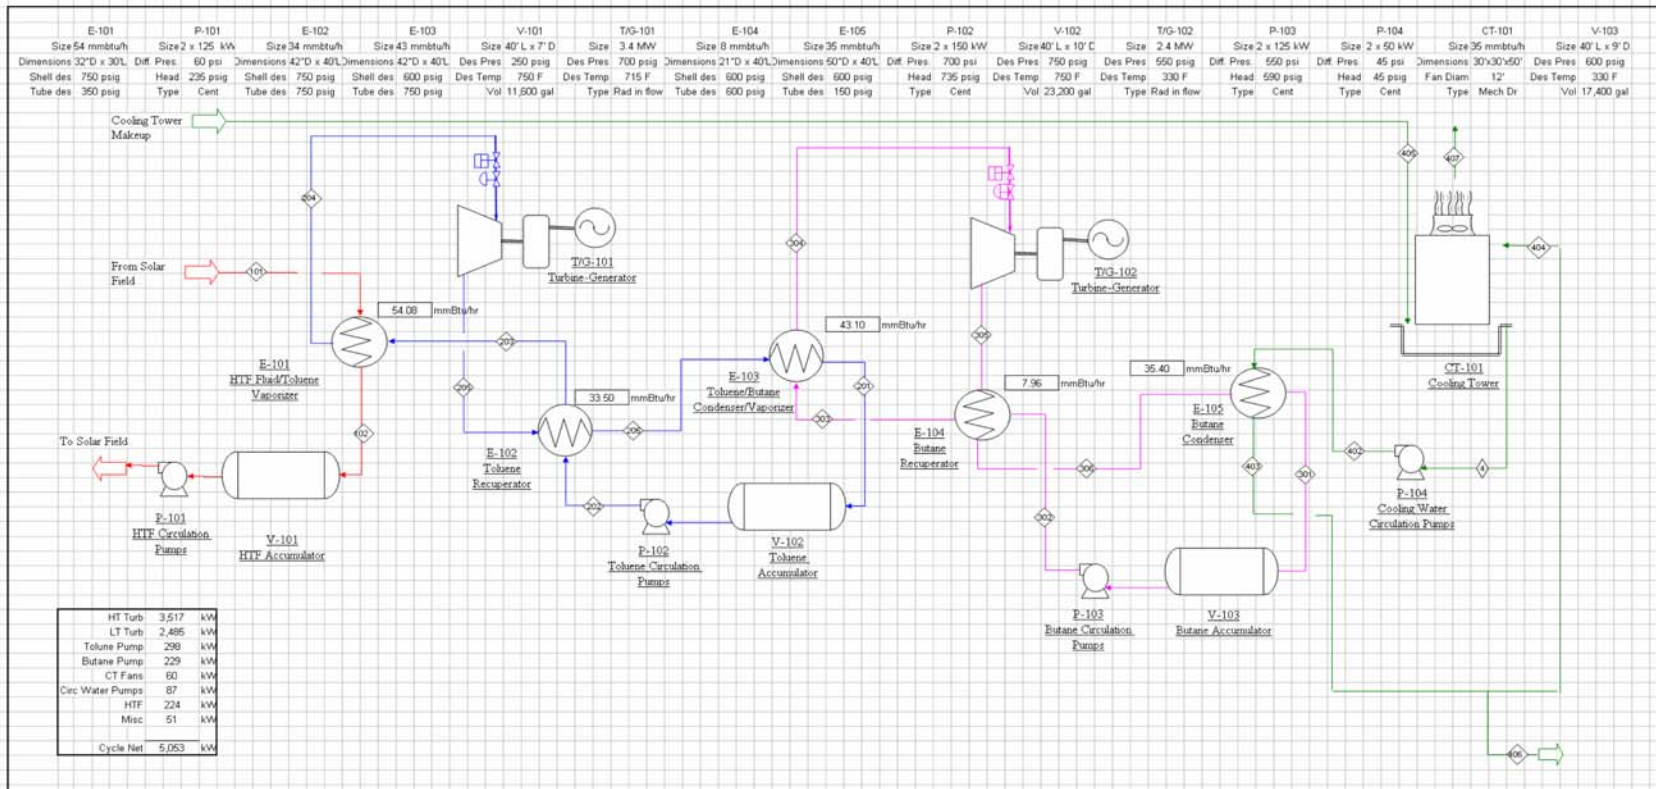 E-101 P-101 E-102 E-103 V-101 T/G-101 E-104 E-105 P-102 V-102 T/G-102 P-103 P-104 CT-101 V-103
Size 54 mmbtu/h Size 2 x 125 kW Size 34 mmbtu/h Size 43 mmbtu/h Size 40' L x 7' D Size 3.4 MW Size 8 mmbtu/h Size 35 mmbtu/h Size 2 x 150 kW Size 40' L x 10' D Size 2.4 MW Size 2 x 125 kW Size 2 x 50 kW Size 35 mmbtu/h Size 40' L x 9' D
Dimensions 32"D x 30'L Diff. Pres. 60 psi Dimensions 42"D x 40'L Dimensions 42"D x 40'L Des Pres 250 psig Des Pres 700 psig Dimensions 21"D x 40'L Dimensions 50"D x 40'L Diff. Pres. 700 psi Des Pres 750 psig Des Pres 550 psig Diff. Pres. 550 psi Diff. Pres. 45 psi Dimensions 30'x30'x50' Des Pres 600 psig
Shell des 750 psig Head 235 psig Shell des 750 psig Shell des 600 psig Des Temp 750 F Des Temp 715 F Shell des 600 psig Shell des 600 psig Head 735 psig Des Temp 750 F Des Temp 330 F Head 590 psig Head 45 psig Fan Diam 12' Des Temp 330 F
Tube des 350 psig Type Cent Tube des 750 psig Tube des 750 psig Vol 11,600 gal Type Rad in flow Tube des 600 psig Tube des 150 psig Type Cent Vol 23,200 gal Type Rad in flow Type Cent Type Cent Type Mech Dr Vol 17,400 gal
Cooling Tower
Makeup
405
407
204
304
404
T/G-101
Turbine-Generator
T/G-102
Turbine-Generator
From Solar
Field
101
54.08 mmBtu/hr
43.10 mmBtu/hr
203
305
E-101
HTF Fluid/Toluene
Vaporizer
E-103
Toluene/Butane
Condenser/Vaporizer
35.40 mmBtu/hr
CT-101
Cooling Tower
205
201
7.96 mmBtu/hr
33.50 mmBtu/hr
E-105
Butane
Condenser
303
206
102
To Solar Field
E-104
Butane
Recuperator
E-102
Toluene
Recuperator
402
306
403
301
4
P-104
Cooling Water
Circulation Pumps
202
302
P-101
HTF Circulation
Pumps
V-101
HTF Accumulator
P-102
Toluene Circulation
Pumps
V-102
Toluene
Accumulator
P-103
Butane Circulation
Pumps
V-103
Butane Accumulator
HT Turb 3,517 kW
LT Turb 2,485 kW
Tolune Pump 298 kW
Butane Pump 229 kW
CT Fans 60 kW
Circ Water Pumps 87 kW
HTF 224 kW
Misc 51 kW
Cycle Net 5,053 kW
406